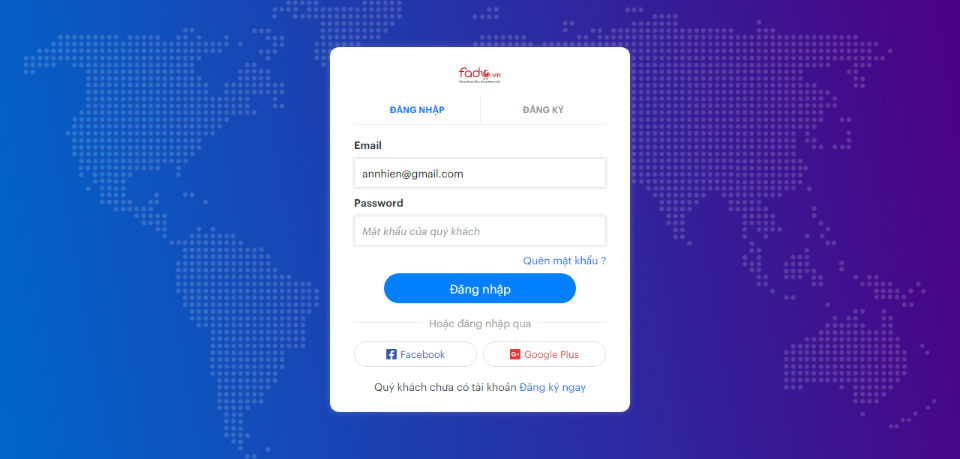 fado.vn
ĐĂNG NHẬP
ĐĂNG KÝ
Email
annhien@gmail.com
Password
Mật khẩu của quý khách
Quên mật khẩu ?
Đăng nhập
Hoặc đăng nhập qua
Facebook
G+ Google Plus
Quý khách chưa có tài khoản Đăng ký ngay